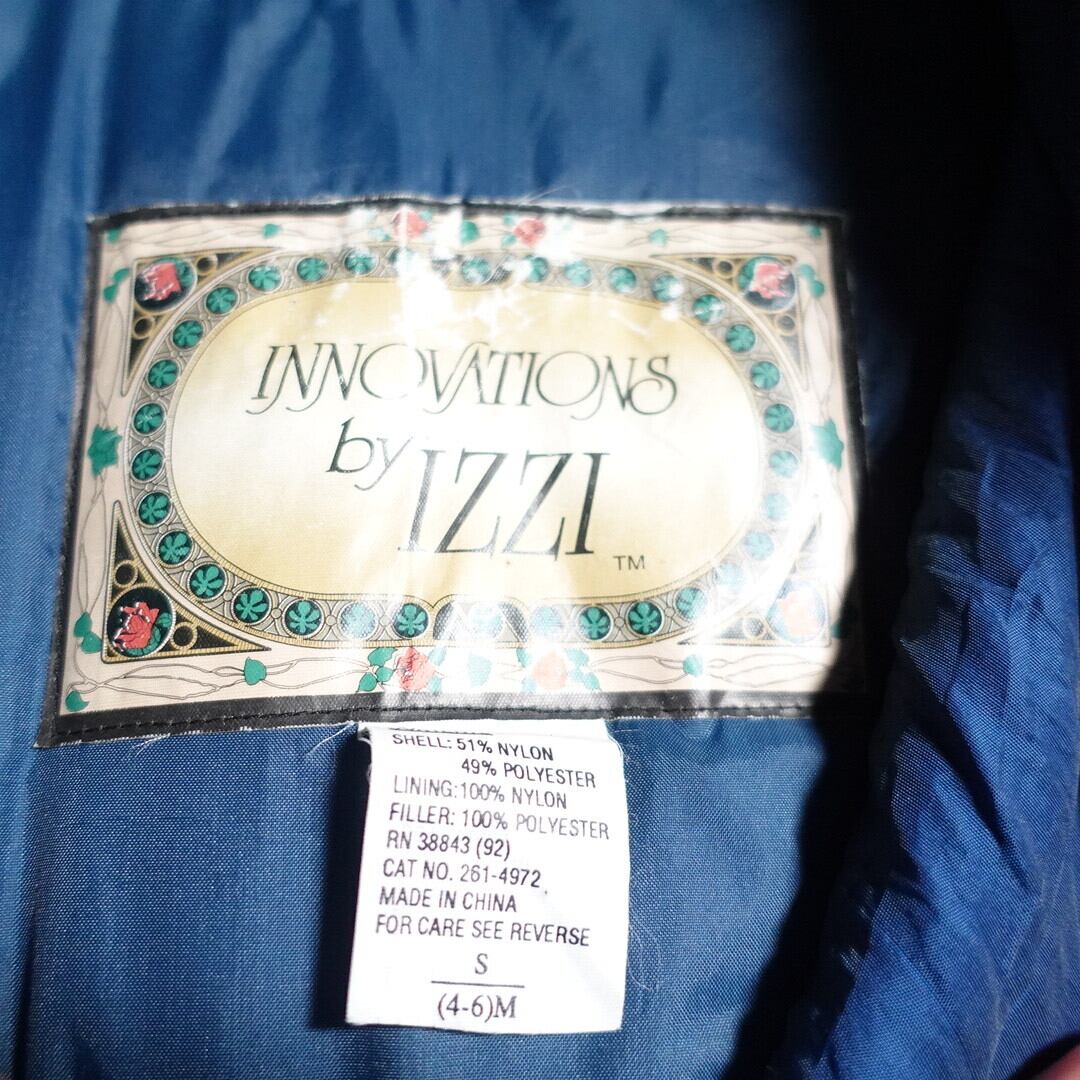 INNOVATIONS
by IZZI TM
SHELL: 51% NYLON
49% POLYESTER
LINING:100% NYLON
FILLER: 100% POLYESTER
RN 38843 (92)
CAT NO. 261-4972
MADE IN CHINA
FOR CARE SEE REVERSE
S
(4-6)M